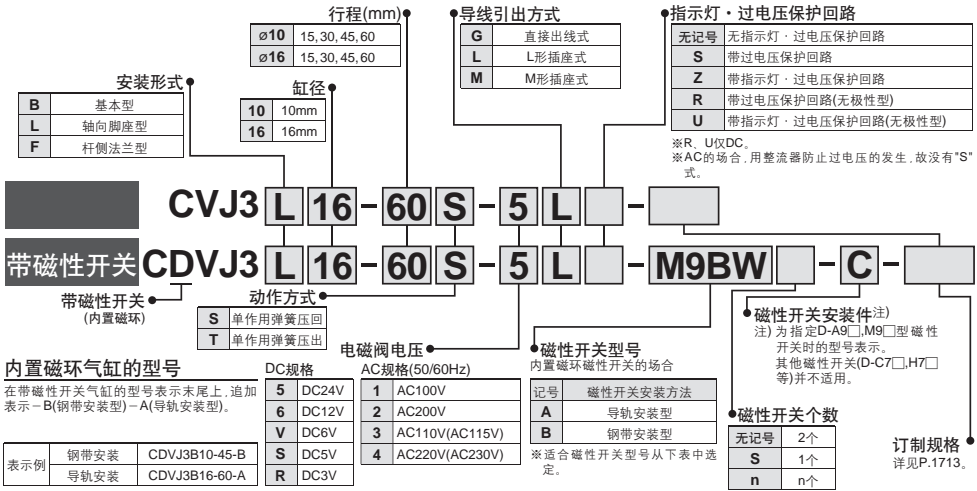 行程(mm)
ø10 15,30,45,60
ø16 15,30,45,60
导线引出方式
G 直接出线式
L L形插座式
M M形插座式
指示灯·过电压保护回路
无记号 无指示灯·过电压保护回路
S 带过电压保护回路
Z 带指示灯·过电压保护回路
R 带过电压保护回路(无极性型)
U 带指示灯·过电压保护回路(无极性型)
※R、U仅DC。
※AC的场合,用整流器防止过电压的发生,故没有"S"
式。
安装形式
B 基本型
L 轴向脚座型
F 杆侧法兰型
缸径
10 10mm
16 16mm
CVJ3 L 16-60 S-5 L □-□
带磁性开关 CDVJ3 L 16-60 S-5 L □-M9BW □-C-□
带磁性开关
(内置磁环)
动作方式
S 单作用弹簧压回
T 单作用弹簧压出
内置磁环气缸的型号
在带磁性开关气缸的型号表示末尾上,追加
表示-B(钢带安装型)-A(导轨安装型)。
表示例 钢带安装 CDVJ3B10-45-B
导轨安装 CDVJ3B16-60-A
电磁阀电压
DC规格
5 DC24V
6 DC12V
V DC6V
S DC5V
R DC3V
AC规格(50/60Hz)
1 AC100V
2 AC200V
3 AC110V(AC115V)
4 AC220V(AC230V)
磁性开关型号
内置磁环磁性开关的场合
记号 磁性开关安装方法
A 导轨安装型
B 钢带安装型
※适合磁性开关型号从下表中选
定。
磁性开关安装件注)
注) 为指定D-A9□,M9□型磁性
开关时的型号表示。
其他磁性开关(D-C7□,H7□
等)并不适用。
磁性开关个数
无记号 2个
S 1个
n n个
订制规格
详见P.1713。